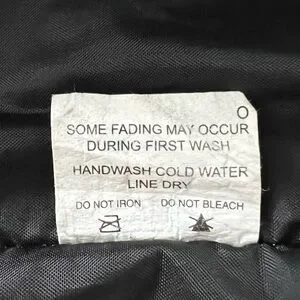 O
SOME FADING MAY OCCUR
DURING FIRST WASH
HANDWASH COLD WATER
LINE DRY
DO NOT IRON DO NOT BLEACH